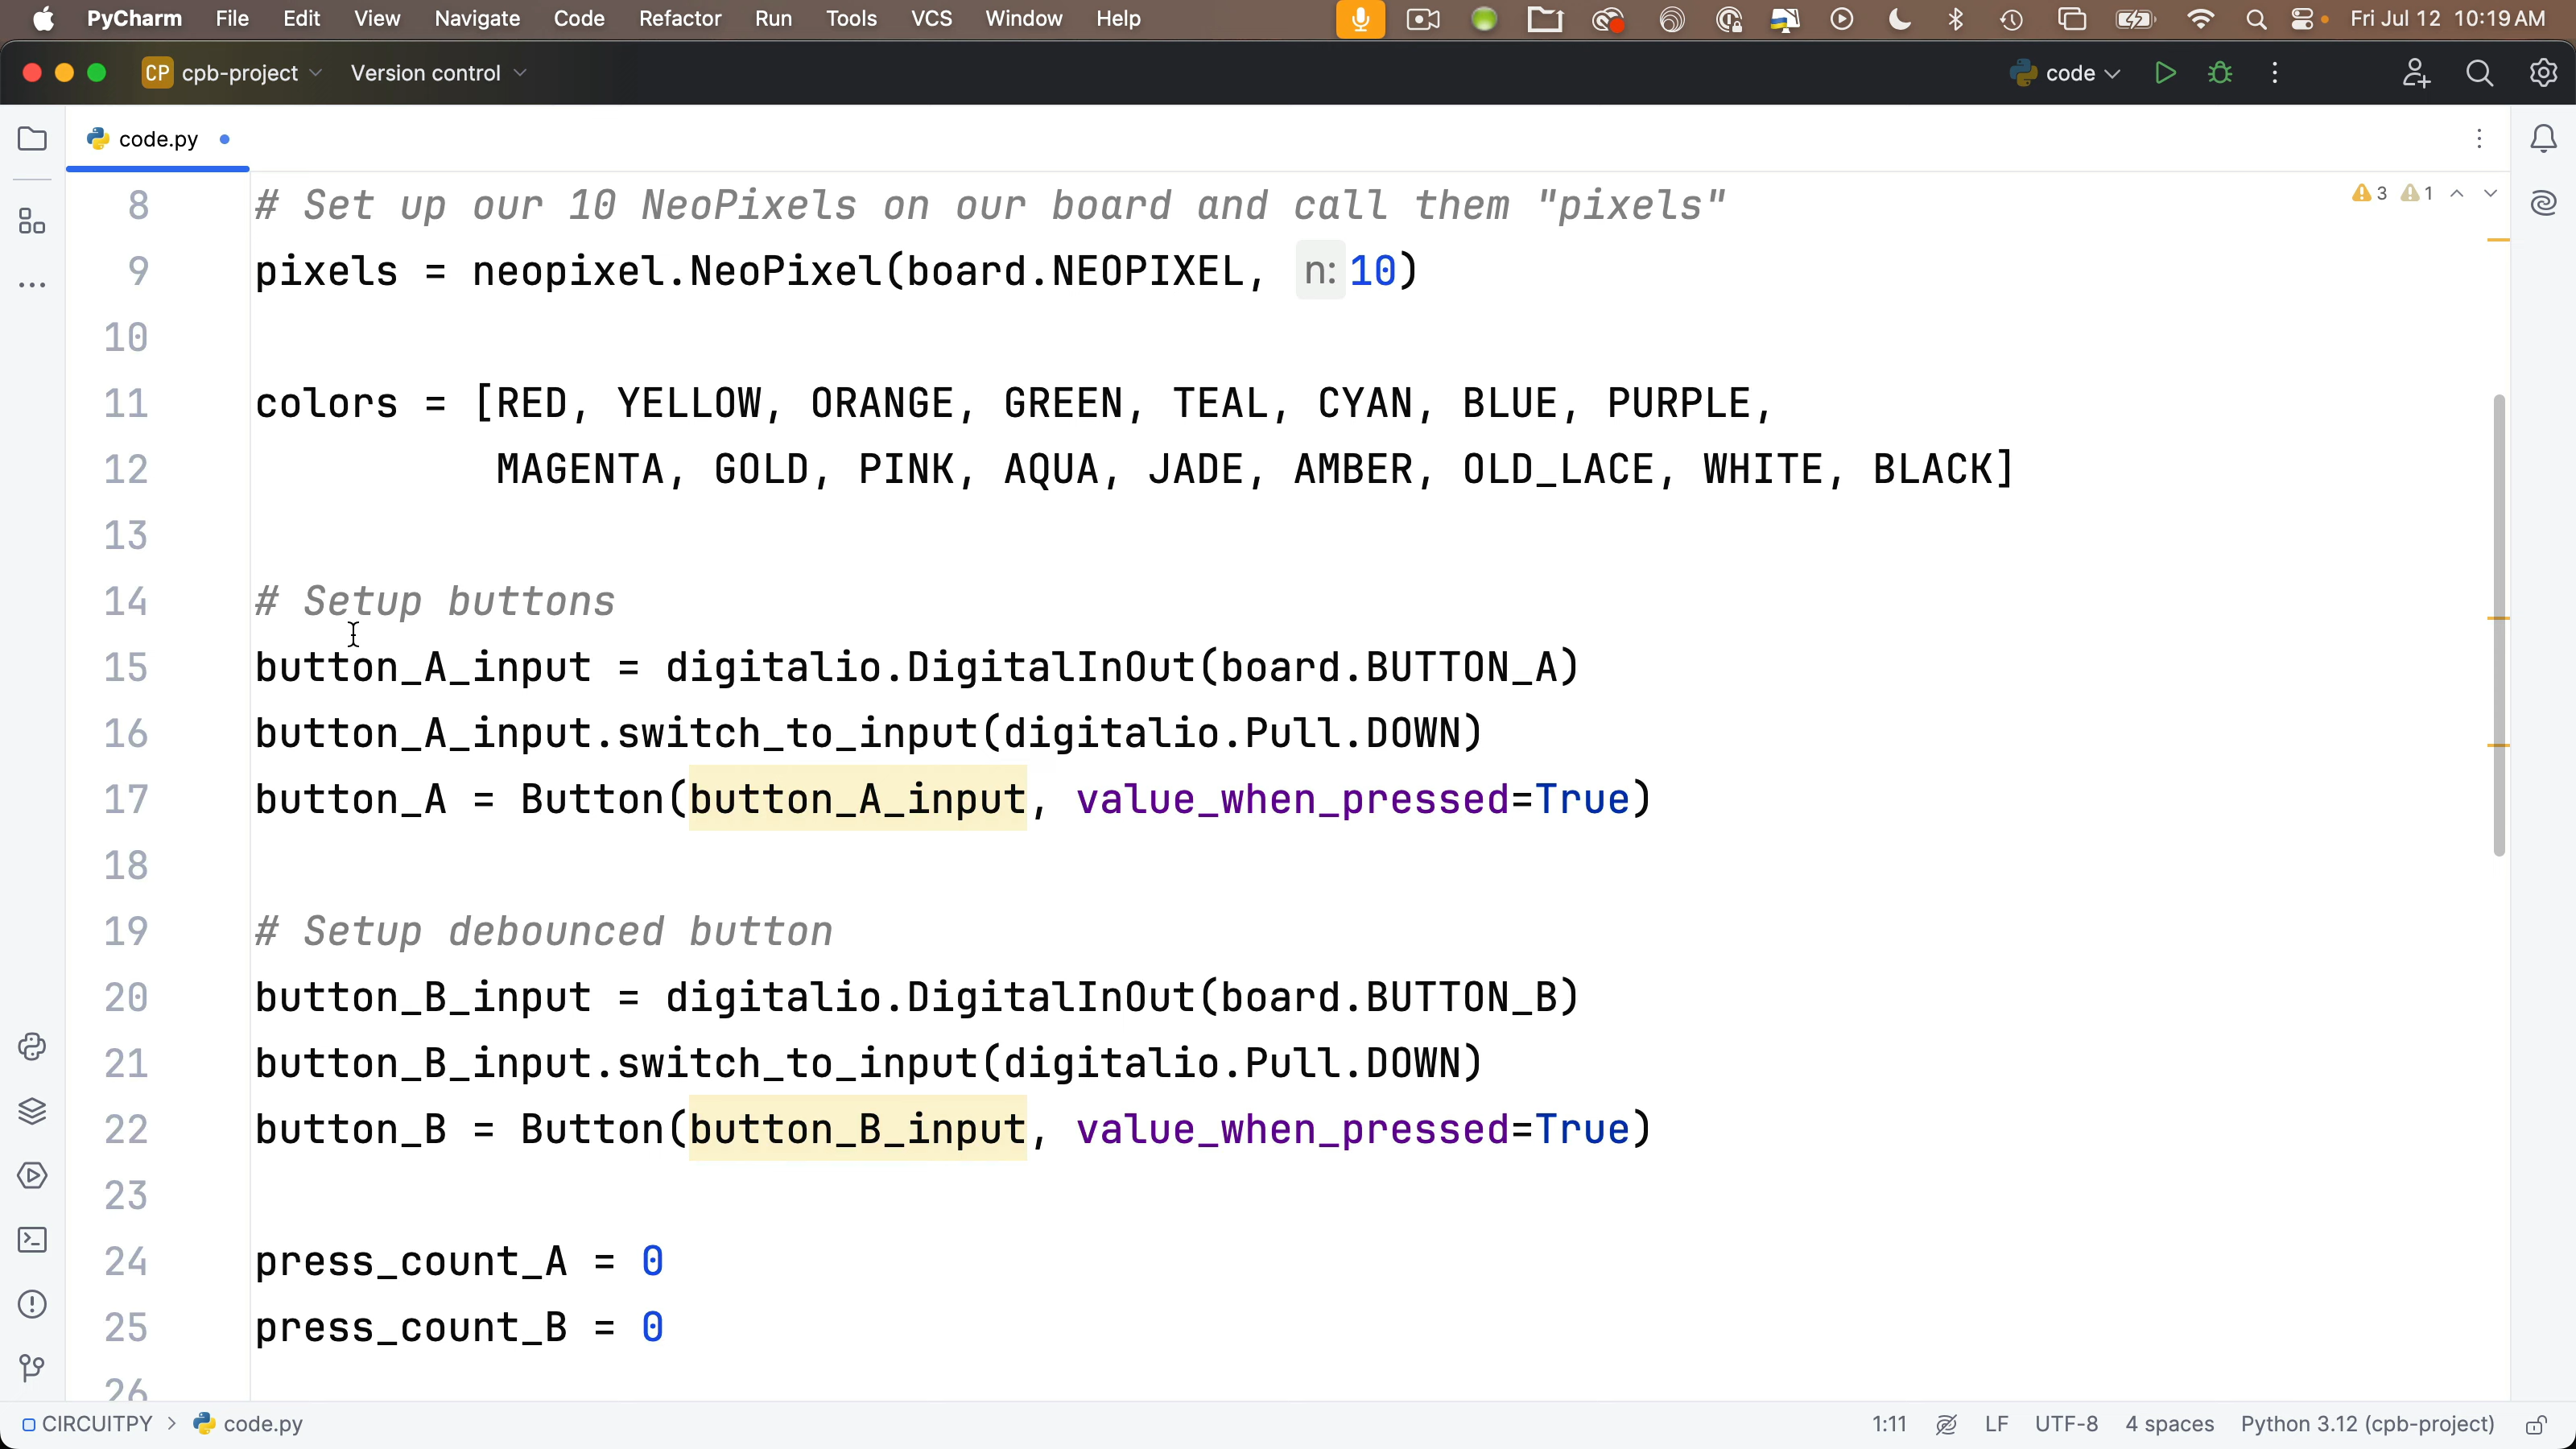 PyCharm File Edit View Navigate Code Refactor Run Tools VCS Window Help Fri Jul 12 10:19 AM
CP cpb-project Version control code
code.py
3 1
8 # Set up our 10 NeoPixels on our board and call them "pixels"
9 pixels = neopixel.NeoPixel(board.NEOPIXEL, n: 10)
10
11 colors = [RED, YELLOW, ORANGE, GREEN, TEAL, CYAN, BLUE, PURPLE,
12 MAGENTA, GOLD, PINK, AQUA, JADE, AMBER, OLD_LACE, WHITE, BLACK]
13
14 # Setup buttons
15 button_A_input = digitalio.DigitalInOut(board.BUTTON_A)
16 button_A_input.switch_to_input(digitalio.Pull.DOWN)
17 button_A = Button(button_A_input, value_when_pressed=True)
18
19 # Setup debounced button
20 button_B_input = digitalio.DigitalInOut(board.BUTTON_B)
21 button_B_input.switch_to_input(digitalio.Pull.DOWN)
22 button_B = Button(button_B_input, value_when_pressed=True)
23
24 press_count_A = 0
25 press_count_B = 0
26
CIRCUITPY > code.py 1:11 LF UTF-8 4 spaces Python 3.12 (cpb-project)